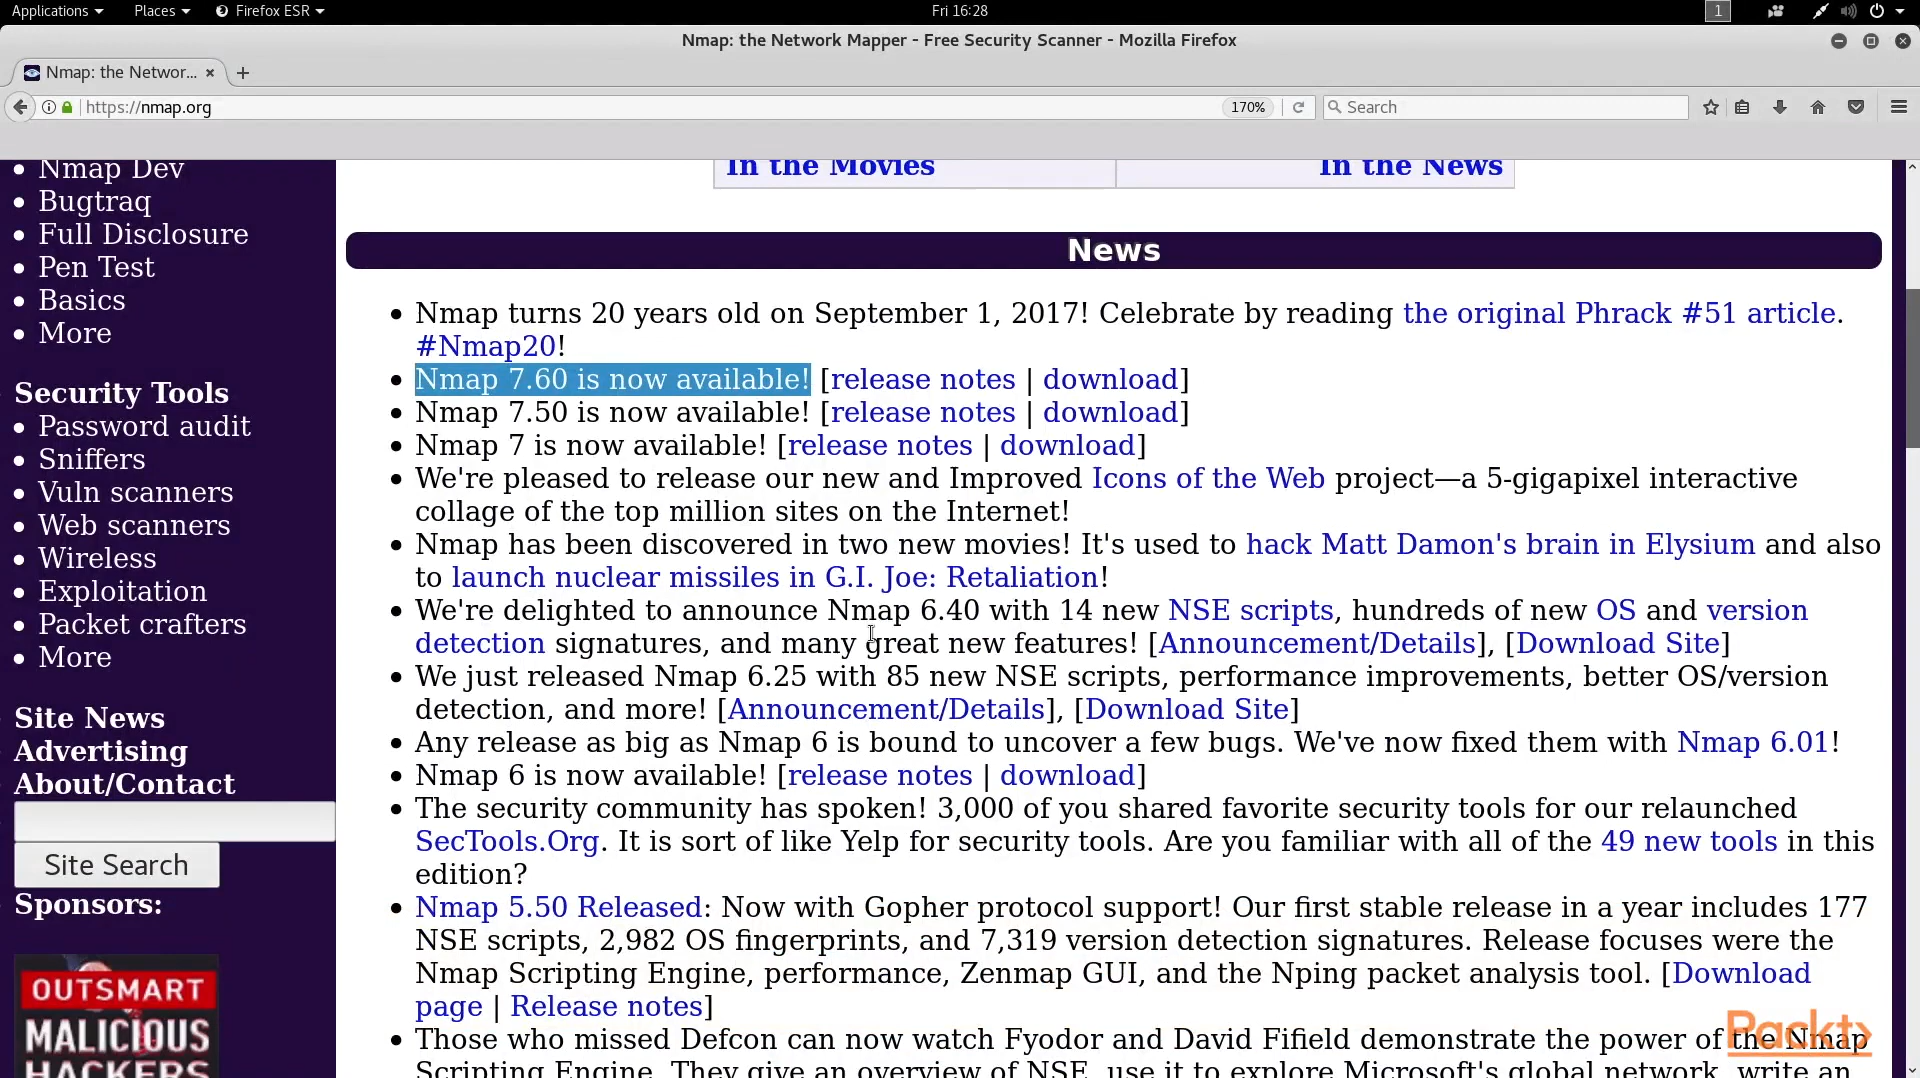 Applications Places Firefox ESR Fri 16:28 1
Nmap: the Network Mapper - Free Security Scanner - Mozilla Firefox
Nmap: the Networ... × +
https://nmap.org 170% Search
Nmap Dev
Bugtraq
Full Disclosure
Pen Test
Basics
More
Security Tools
Password audit
Sniffers
Vuln scanners
Web scanners
Wireless
Exploitation
Packet crafters
More
Site News
Advertising
About/Contact
Site Search
Sponsors:
OUTSMART
MALICIOUS
HACKERS
In the Movies In the News
News
Nmap turns 20 years old on September 1, 2017! Celebrate by reading the original Phrack #51 article.
#Nmap20!
Nmap 7.60 is now available! [release notes | download]
Nmap 7.50 is now available! [release notes | download]
Nmap 7 is now available! [release notes | download]
We're pleased to release our new and Improved Icons of the Web project—a 5-gigapixel interactive
collage of the top million sites on the Internet!
Nmap has been discovered in two new movies! It's used to hack Matt Damon's brain in Elysium and also
to launch nuclear missiles in G.I. Joe: Retaliation!
We're delighted to announce Nmap 6.40 with 14 new NSE scripts, hundreds of new OS and version
detection signatures, and many great new features! [Announcement/Details], [Download Site]
We just released Nmap 6.25 with 85 new NSE scripts, performance improvements, better OS/version
detection, and more! [Announcement/Details], [Download Site]
Any release as big as Nmap 6 is bound to uncover a few bugs. We've now fixed them with Nmap 6.01!
Nmap 6 is now available! [release notes | download]
The security community has spoken! 3,000 of you shared favorite security tools for our relaunched
SecTools.Org. It is sort of like Yelp for security tools. Are you familiar with all of the 49 new tools in this
edition?
Nmap 5.50 Released: Now with Gopher protocol support! Our first stable release in a year includes 177
NSE scripts, 2,982 OS fingerprints, and 7,319 version detection signatures. Release focuses were the
Nmap Scripting Engine, performance, Zenmap GUI, and the Nping packet analysis tool. [Download
page | Release notes]
Those who missed Defcon can now watch Fyodor and David Fifield demonstrate the power of the Nmap
Scripting Engine. They give an overview of NSE, use it to explore Microsoft's global network, write an
Packt>